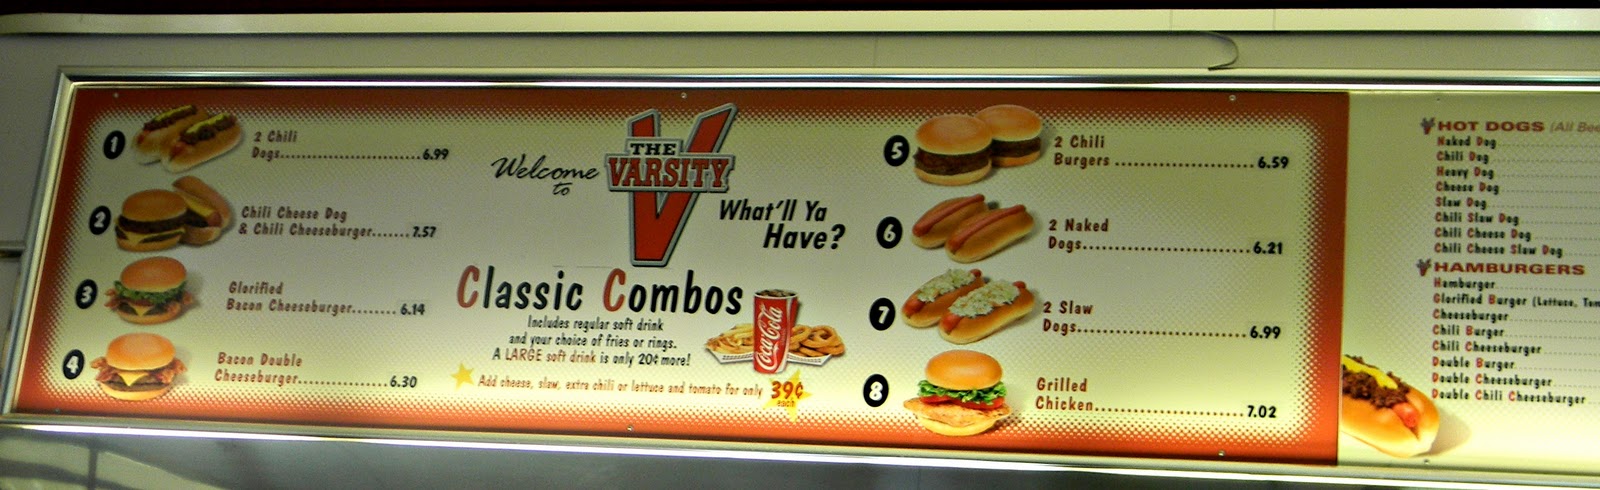 1
2 Chili
Dogs.....................6.99
2
Chili Cheese Dog
& Chili Cheeseburger.......7.57
3
Glorified
Bacon Cheeseburger........6.14
4
Bacon Double
Cheeseburger.............6.30
Welcome
to
THE
VARSITY
V
What'll Ya
Have?
Classic Combos
Includes regular soft drink
and your choice of fries or rings.
A LARGE soft drink is only 20¢ more!
Add cheese, slaw, extra chili or lettuce and tomato for only 39¢
each
Coca-Cola
5
2 Chili
Burgers.....................6.59
6
2 Naked
Dogs..........................6.21
7
2 Slaw
Dogs..........................6.99
8
Grilled
Chicken.......................7.02
HOT DOGS (All Bee
Naked Dog
Chili Dog
Heavy Dog
Cheese Dog
Slaw Dog
Chili Slaw Dog
Chili Cheese Dog
Chili Cheese Slaw Dog
HAMBURGERS
Hamburger
Glorified Burger (Lettuce, Tom
Cheeseburger
Chili Burger
Chili Cheeseburger
Double Burger
Double Cheeseburger
Double Chili Cheeseburger